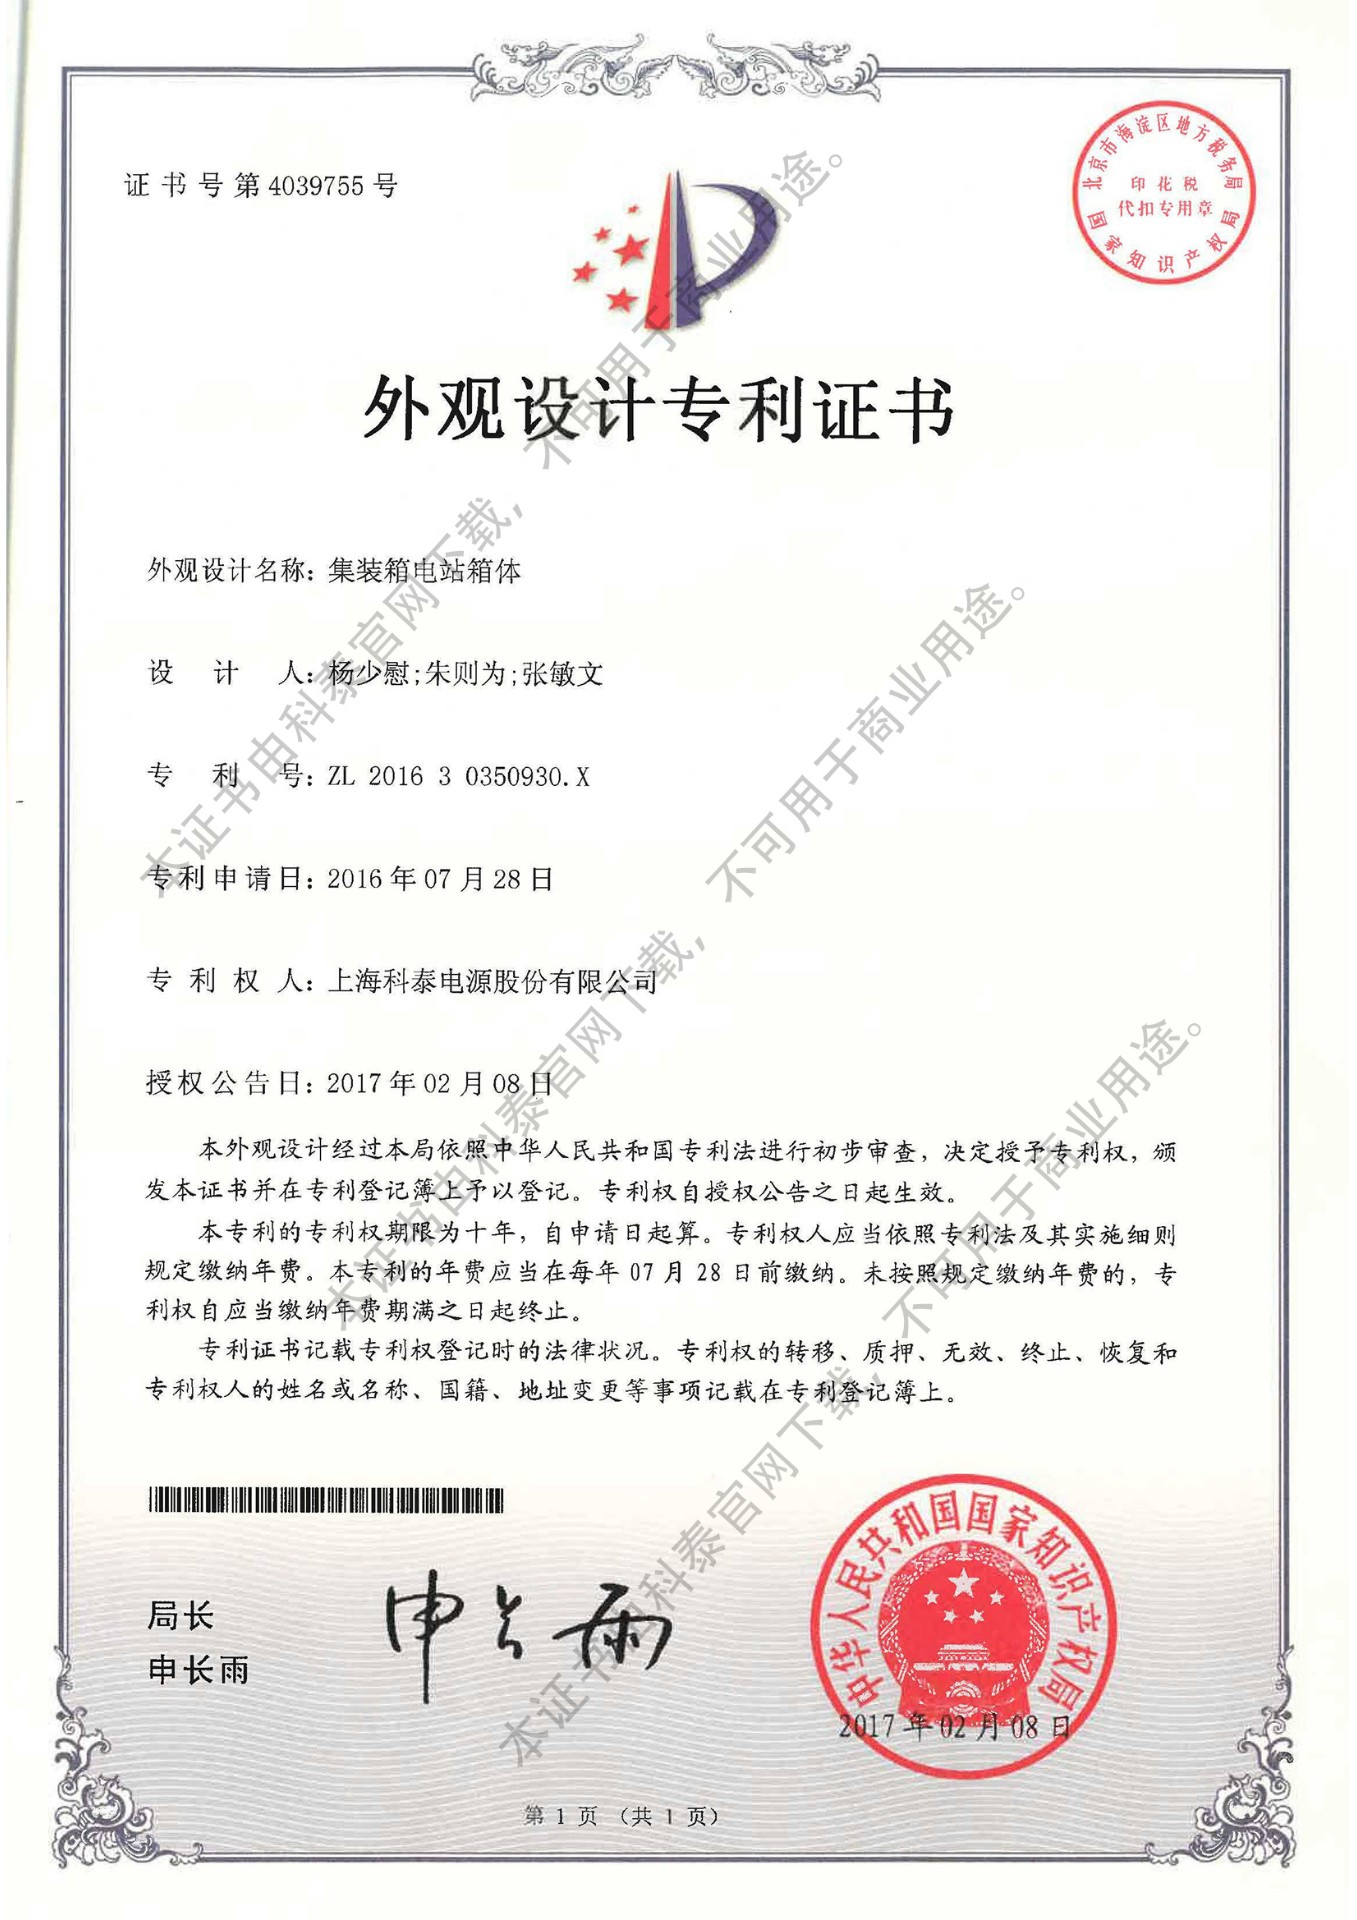 证书号第4039755号
北京市海淀区地方税务局
印花税
代扣专用章
国家知识产权局
外观设计专利证书
外观设计名称：集装箱电站箱体
设计人：杨少慰;朱则为;张敏文
专利号：ZL 2016 3 0350930.X
专利申请日：2016年07月28日
专利权人：上海科泰电源股份有限公司
授权公告日：2017年02月08日
本外观设计经过本局依照中华人民共和国专利法进行初步审查，决定授予专利权，颁
发本证书并在专利登记簿上予以登记。专利权自授权公告之日起生效。
本专利的专利权期限为十年，自申请日起算。专利权人应当依照专利法及其实施细则
规定缴纳年费。本专利的年费应当在每年07月28日前缴纳。未按照规定缴纳年费的，专
利权自应当缴纳年费期满之日起终止。
专利证书记载专利权登记时的法律状况。专利权的转移、质押、无效、终止、恢复和
专利权人的姓名或名称、国籍、地址变更等事项记载在专利登记簿上。
局长
申长雨
申长雨
中华人民共和国国家知识产权局
2017年02月08日
第1页（共1页）
本证书由科泰官网下载，不可用于商业用途。
本证书由科泰官网下载，不可用于商业用途。
本证书由科泰官网下载，不可用于商业用途。